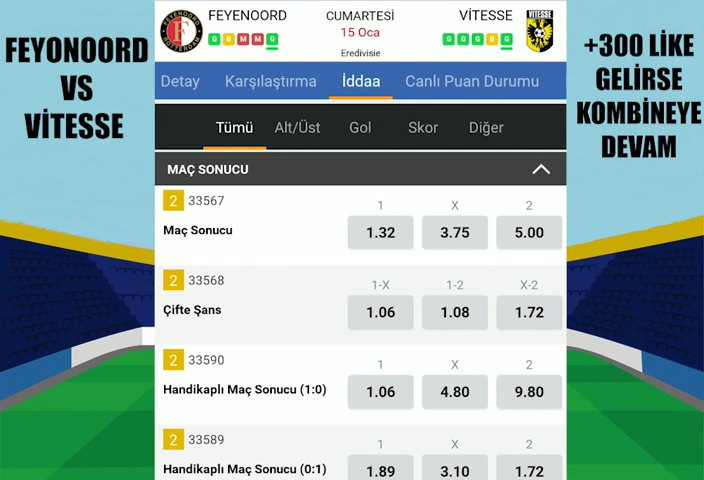 FEYONOORD
VS
VİTESSE
FEYENOORD
G B M M G
CUMARTESİ
15 Oca
Eredivisie
VİTESSE
G G G B G
VITESSE
+300 LİKE
GELİRSE
KOMBİNEYE
DEVAM
Detay Karşılaştırma İddaa Canlı Puan Durumu
Tümü Alt/Üst Gol Skor Diğer
MAÇ SONUCU
2 33567
Maç Sonucu
1 X 2
1.32 3.75 5.00
2 33568
Çifte Şans
1-X 1-2 X-2
1.06 1.08 1.72
2 33590
Handikaplı Maç Sonucu (1:0)
1 X 2
1.06 4.80 9.80
2 33589
Handikaplı Maç Sonucu (0:1)
1 X 2
1.89 3.10 1.72